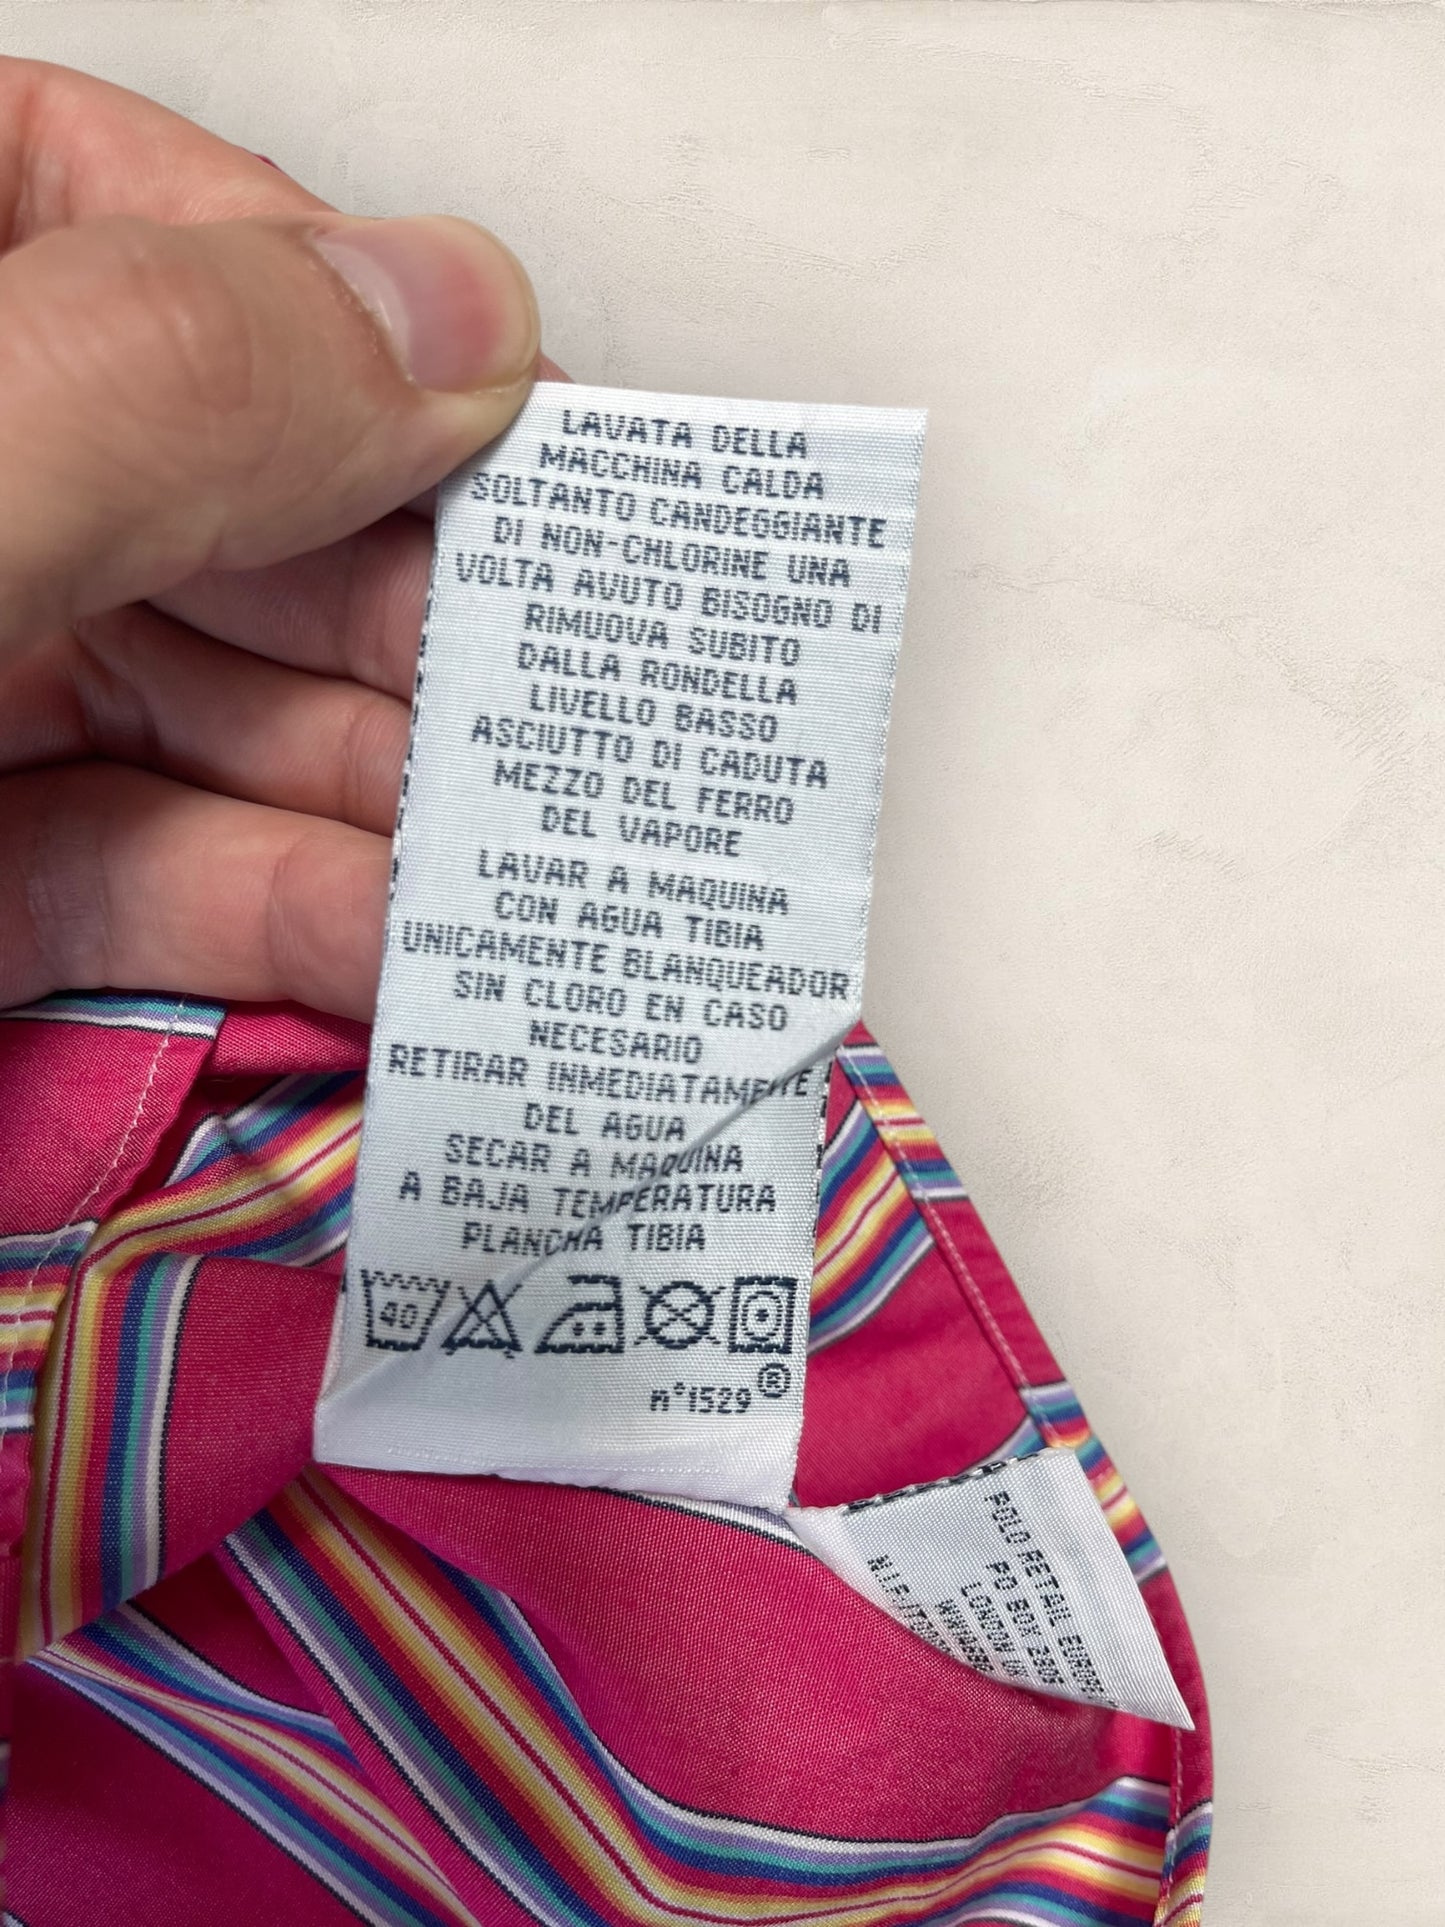 LAVATA DELLA
MACCHINA CALDA
SOLTANTO CANDEGGIANTE
DI NON-CHLORINE UNA
VOLTA AVUTO BISOGNO DI
RIMUOVA SUBITO
DALLA RONDELLA
LIVELLO BASSO
ASCIUTTO DI CADUTA
MEZZO DEL FERRO
DEL VAPORE
LAVAR A MAQUINA
CON AGUA TIBIA
UNICAMENTE BLANQUEADOR
SIN CLORO EN CASO
NECESARIO
RETIRAR INMEDIATAMENTE
DEL AGUA
SECAR A MAQUINA
A BAJA TEMPERATURA
PLANCHA TIBIA
40
n°1529®
POLO RETAIL
PO BOX
LONDON